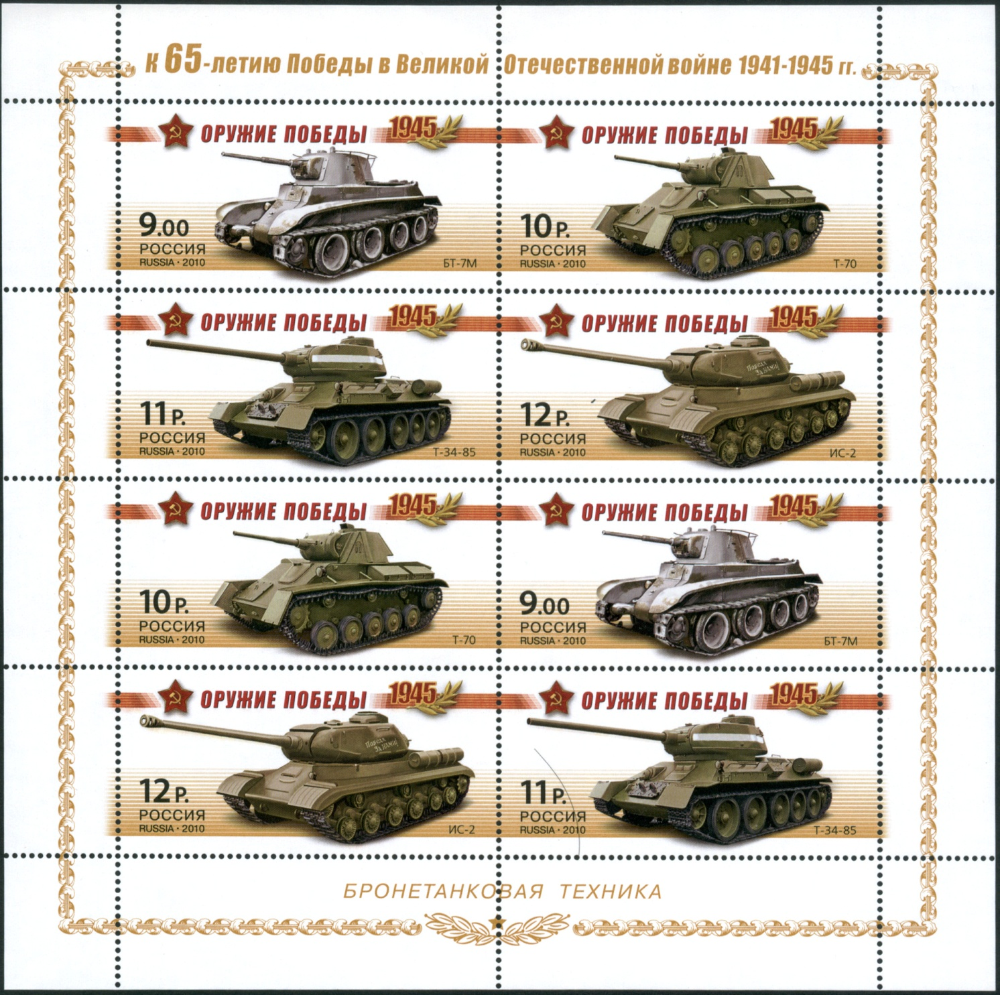 к 65-летию Победы в Великой Отечественной войне 1941-1945 гг.
ОРУЖИЕ ПОБЕДЫ 1945
9.00
РОССИЯ
RUSSIA • 2010
БТ-7М
ОРУЖИЕ ПОБЕДЫ 1945
10 Р.
РОССИЯ
RUSSIA • 2010
Т-70
ОРУЖИЕ ПОБЕДЫ 1945
11 Р.
РОССИЯ
RUSSIA • 2010
Т-34-85
ОРУЖИЕ ПОБЕДЫ 1945
Победа
За нами!
12 Р.
РОССИЯ
RUSSIA • 2010
ИС-2
ОРУЖИЕ ПОБЕДЫ 1945
10 Р.
РОССИЯ
RUSSIA • 2010
Т-70
ОРУЖИЕ ПОБЕДЫ 1945
9.00
РОССИЯ
RUSSIA • 2010
БТ-7М
ОРУЖИЕ ПОБЕДЫ 1945
Победа
За нами!
12 Р.
РОССИЯ
RUSSIA • 2010
ИС-2
ОРУЖИЕ ПОБЕДЫ 1945
11 Р.
РОССИЯ
RUSSIA • 2010
Т-34-85
БРОНЕТАНКОВАЯ ТЕХНИКА